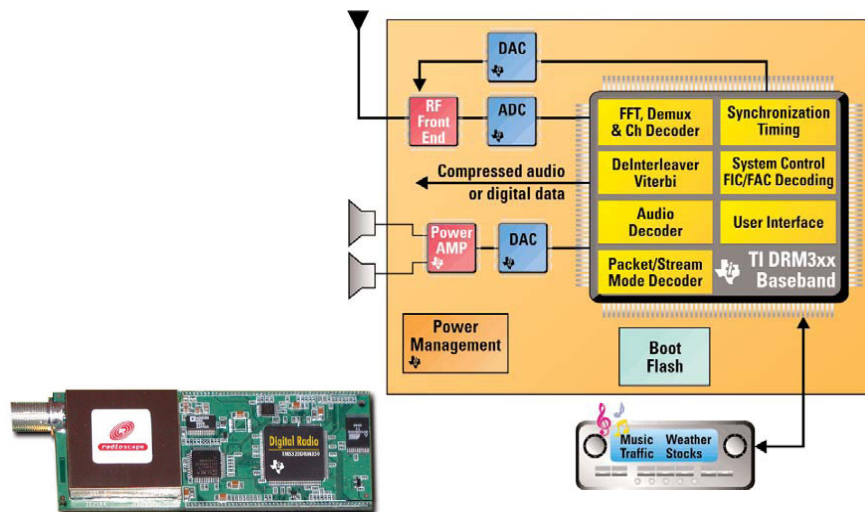 DAC
RF
Front
End
ADC
FFT, Demux
& Ch Decoder
Synchronization
Timing
DeInterleaver
Viterbi
System Control
FIC/FAC Decoding
Compressed audio
or digital data
Audio
Decoder
User Interface
Power
AMP
DAC
Packet/Stream
Mode Decoder
TI DRM3xx
Baseband
Power
Management
Boot
Flash
radioscape
Digital Radio
TMS320DRM350
Music Weather
Traffic Stocks